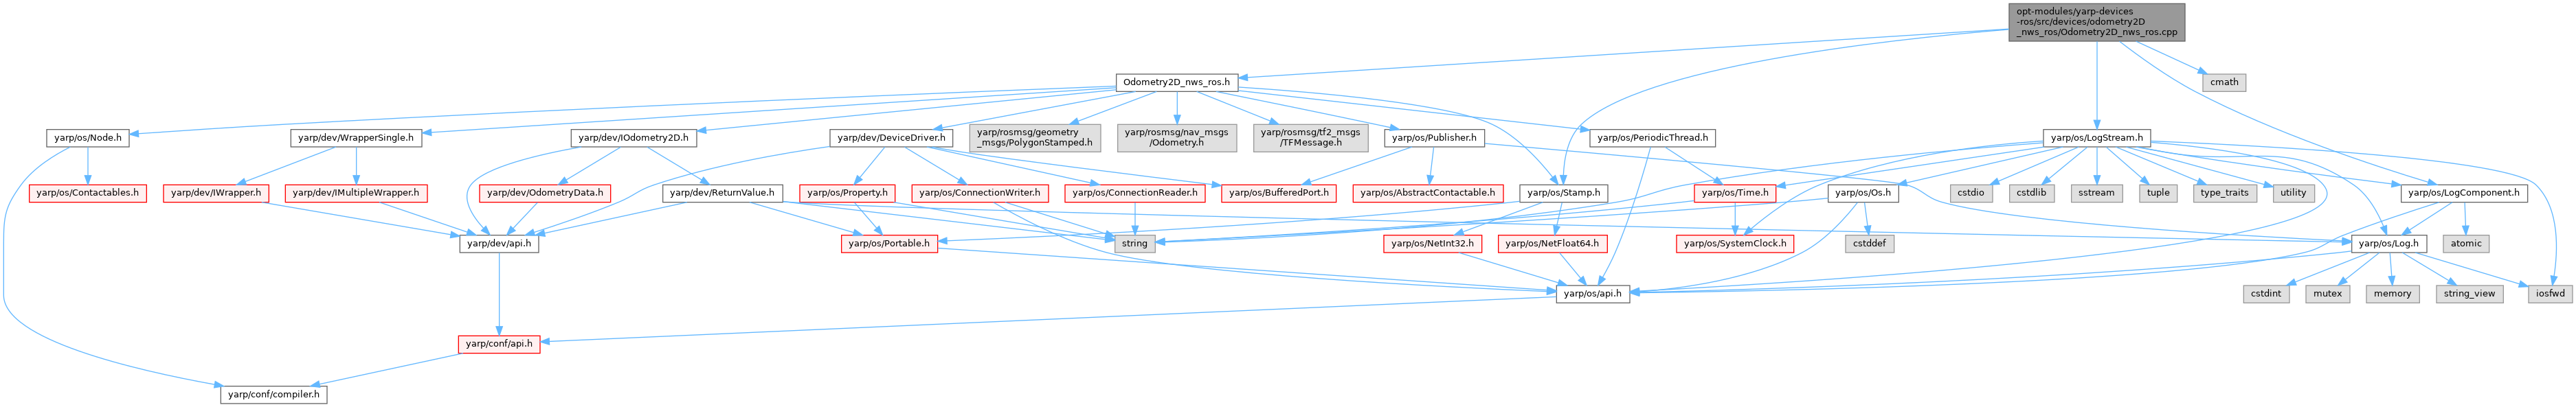 opt-modules/yarp-devices
-ros/src/devices/odometry2D
_nws_ros/Odometry2D_nws_ros.cpp
Odometry2D_nws_ros.h
cmath
yarp/os/Node.h
yarp/dev/WrapperSingle.h
yarp/dev/IOdometry2D.h
yarp/dev/DeviceDriver.h
yarp/rosmsg/geometry
_msgs/PolygonStamped.h
yarp/rosmsg/nav_msgs
/Odometry.h
yarp/rosmsg/tf2_msgs
/TFMessage.h
yarp/os/Publisher.h
yarp/os/PeriodicThread.h
yarp/os/LogStream.h
yarp/os/Contactables.h
yarp/dev/IWrapper.h
yarp/dev/IMultipleWrapper.h
yarp/dev/OdometryData.h
yarp/dev/ReturnValue.h
yarp/os/Property.h
yarp/os/ConnectionWriter.h
yarp/os/ConnectionReader.h
yarp/os/BufferedPort.h
yarp/os/AbstractContactable.h
yarp/os/Stamp.h
yarp/os/Time.h
yarp/os/Os.h
cstdio
cstdlib
sstream
tuple
type_traits
utility
yarp/os/LogComponent.h
yarp/dev/api.h
yarp/os/Portable.h
string
yarp/os/NetInt32.h
yarp/os/NetFloat64.h
yarp/os/SystemClock.h
cstddef
yarp/os/Log.h
atomic
yarp/os/api.h
cstdint
mutex
memory
string_view
iosfwd
yarp/conf/api.h
yarp/conf/compiler.h